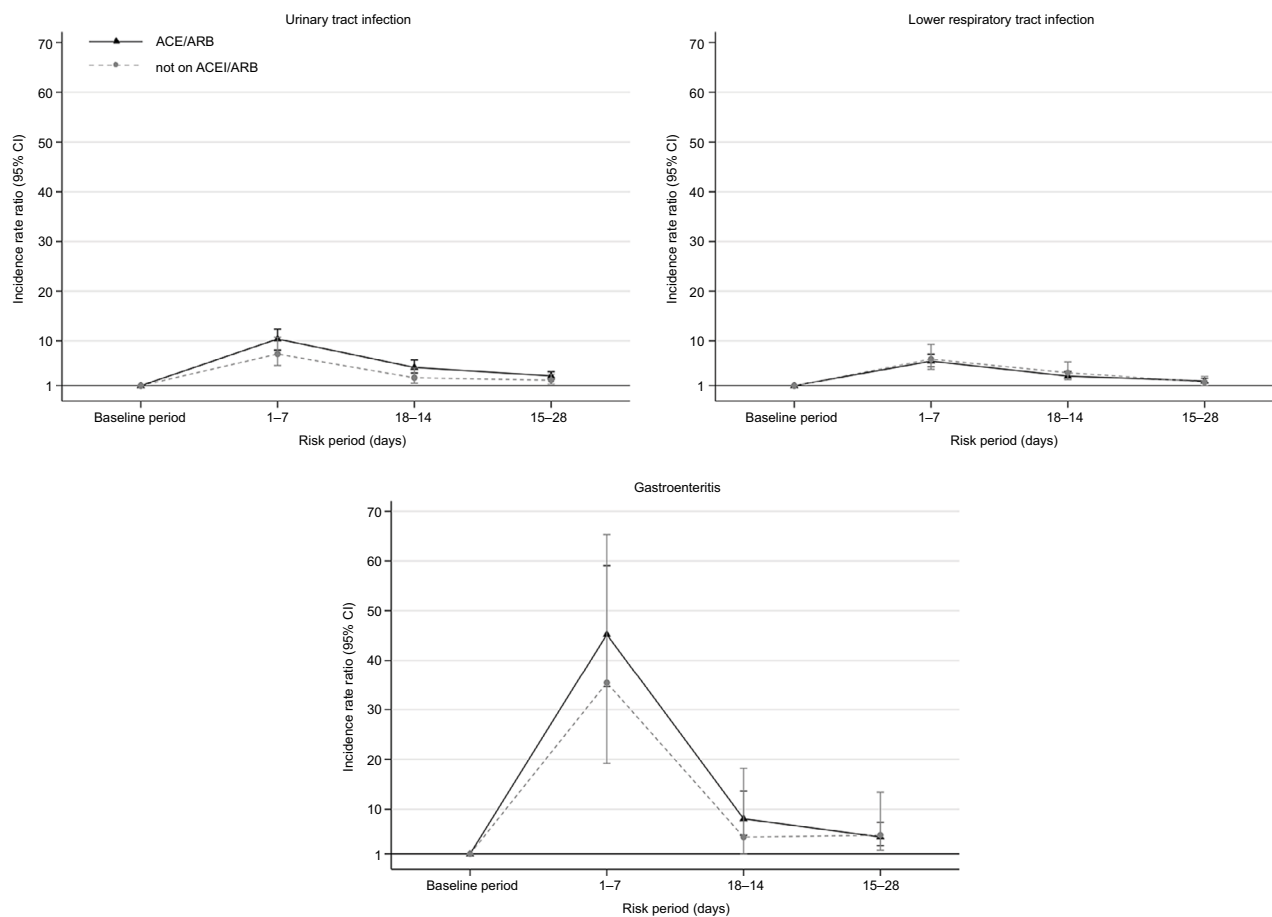 Urinary tract infection
70
60
50
40
30
20
10
1
Incidence rate ratio (95% CI)
ACE/ARB
not on ACEI/ARB
Baseline period
1–7
18–14
15–28
Risk period (days)
Lower respiratory tract infection
70
60
50
40
30
20
10
1
Incidence rate ratio (95% CI)
Baseline period
1–7
18–14
15–28
Risk period (days)
Gastroenteritis
70
60
50
40
30
20
10
1
Incidence rate ratio (95% CI)
Baseline period
1–7
18–14
15–28
Risk period (days)